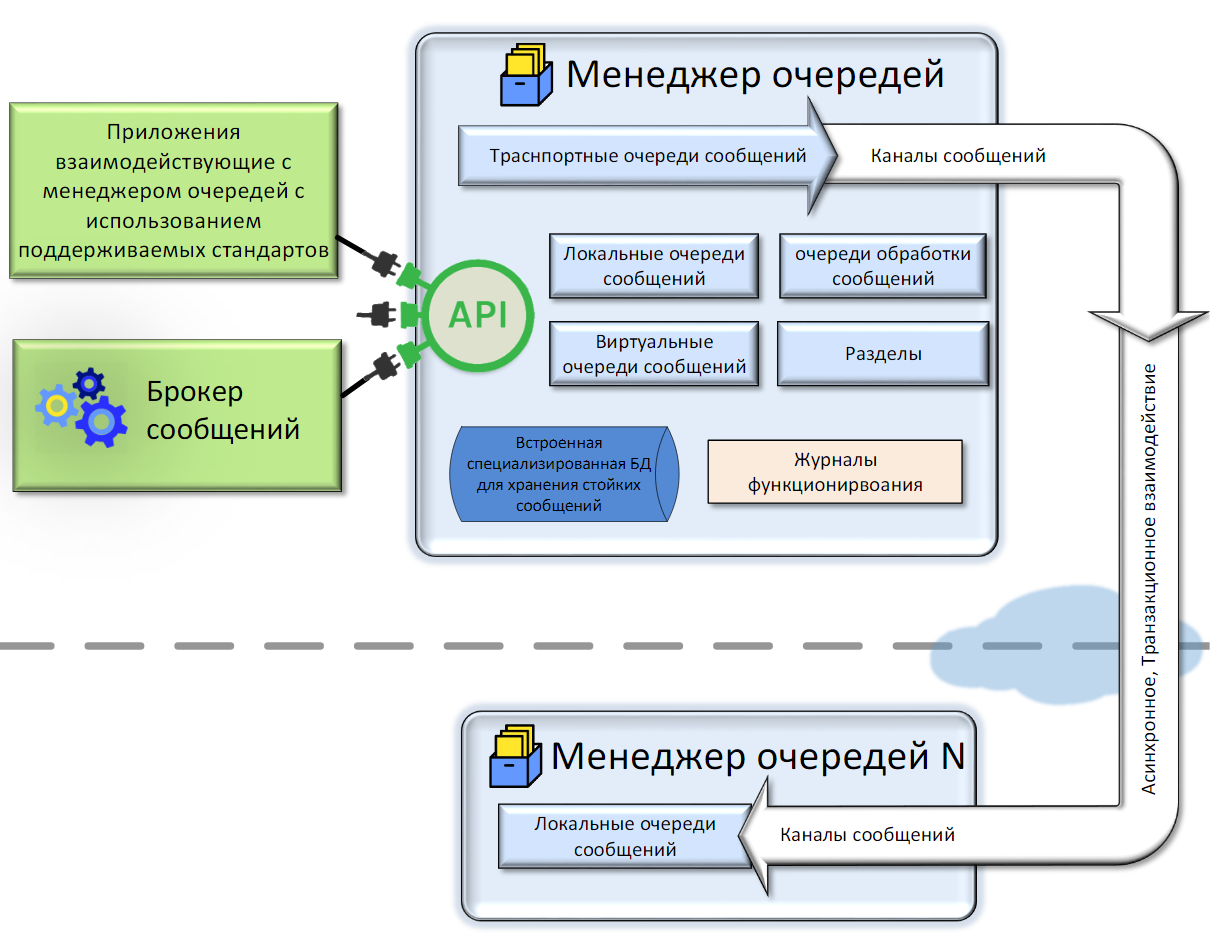 Менеджер очередей
Приложения
взаимодействующие с
менеджером очередей с
использованием
поддерживаемых стандартов
Траснпортные очереди сообщений
Каналы сообщений
Локальные очереди
сообщений
очереди обработки
сообщений
API
Виртуальные
очереди сообщений
Разделы
Брокер
сообщений
Встроенная
специализированная БД
для хранения стойких
сообщений
Журналы
функционирвоания
Асинхронное, Транзакционное взаимодействие
Менеджер очередей N
Локальные очереди
сообщений
Каналы сообщений